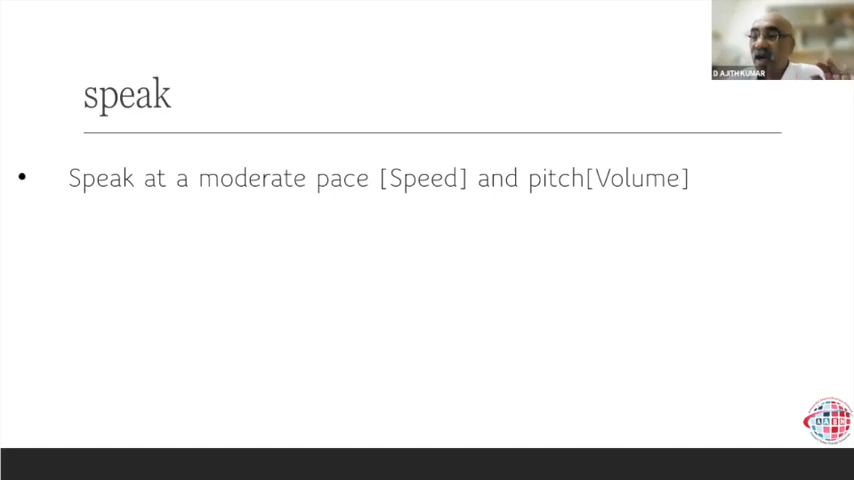 D AJITH KUMAR
speak
• Speak at a moderate pace [Speed] and pitch[Volume]